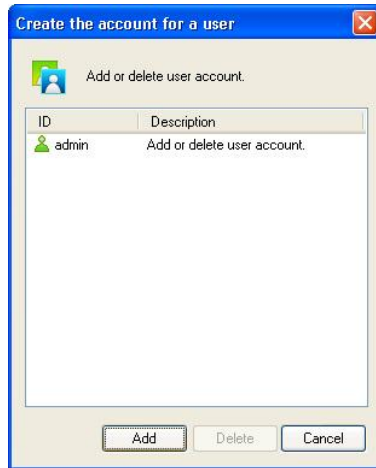 Create the account for a user
Add or delete user account.
ID Description
admin Add or delete user account.
Add Delete Cancel